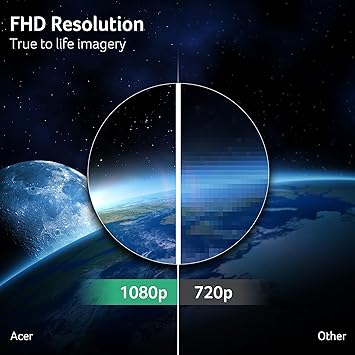 FHD Resolution
True to life imagery
1080p
720p
Acer
Other